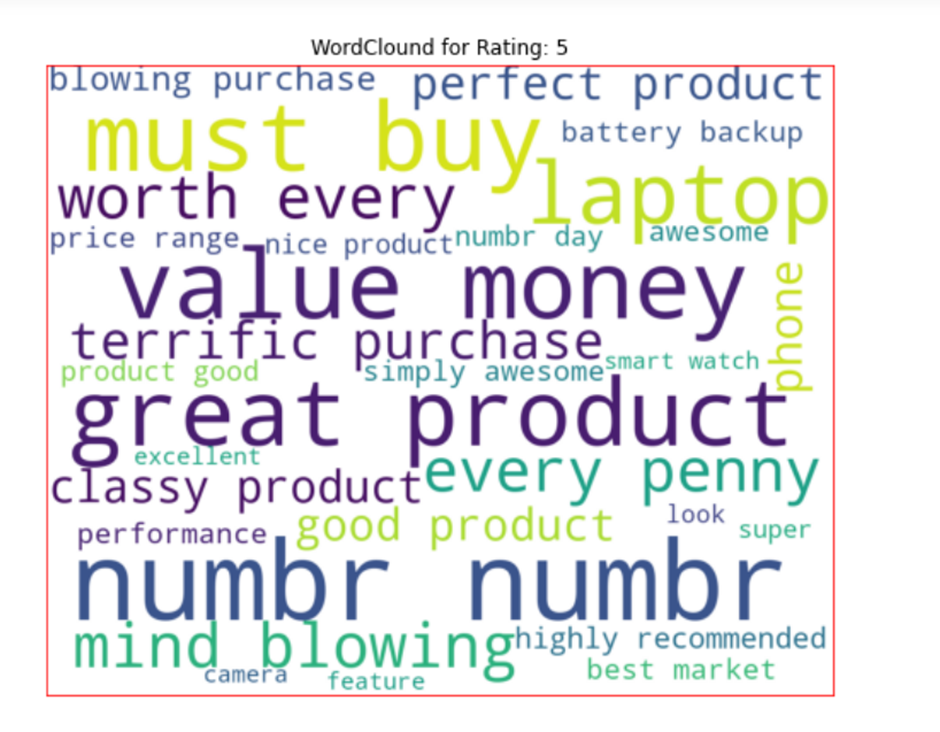 WordClound for Rating: 5
blowing purchase
perfect product
must buy
battery backup
worth every
laptop
price range
nice product
numbr day
awesome
value money
phone
terrific purchase
smart watch
product good
simply awesome
great product
excellent
every penny
classy product
good product
look
performance
super
numbr numbr
mind blowing
highly recommended
camera
feature
best market